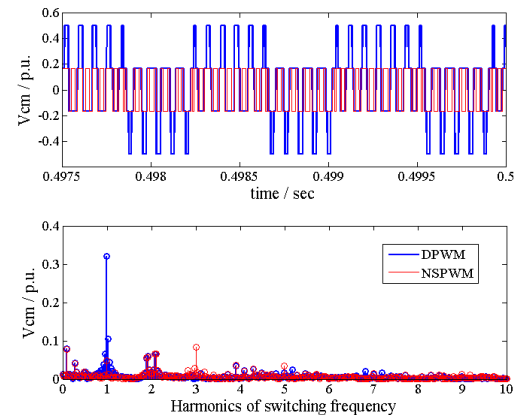 Vcm / p.u.
0.6
0.4
0.2
0
-0.2
-0.4
0.4975
0.498
0.4985
0.499
0.4995
0.5
time / sec
Vcm / p.u.
0.4
0.3
0.2
0.1
0
DPWM
NSPWM
0 1 2 3 4 5 6 7 8 9 10
Harmonics of switching frequency